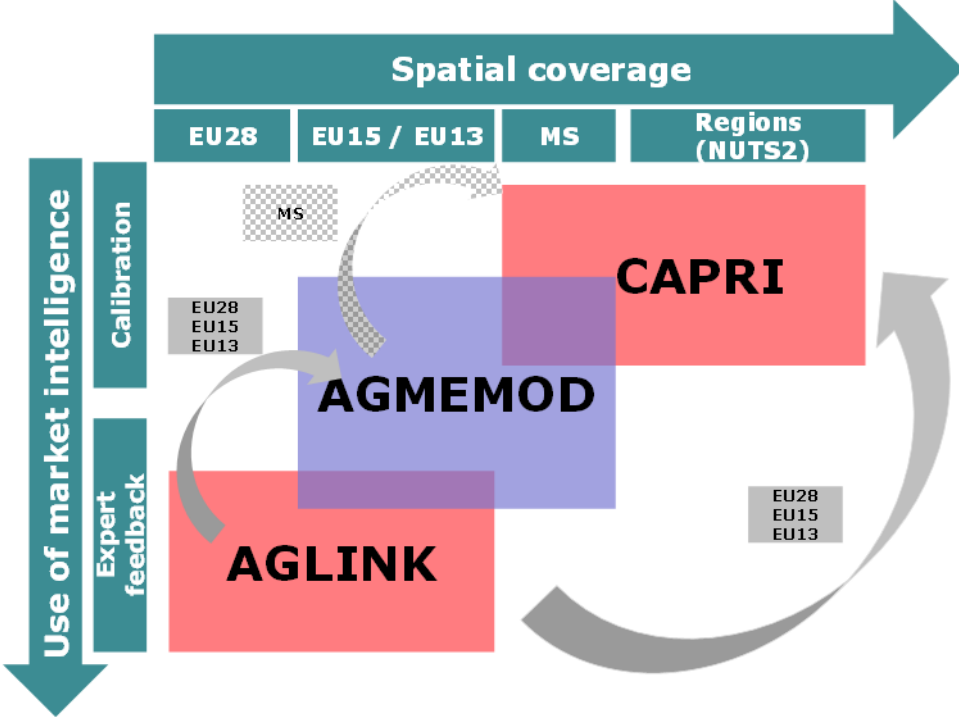 Spatial coverage
EU28
EU15 / EU13
MS
Regions
(NUTS2)
Use of market intelligence
Calibration
Expert
feedback
MS
EU28
EU15
EU13
CAPRI
AGMEMOD
AGLINK
EU28
EU15
EU13